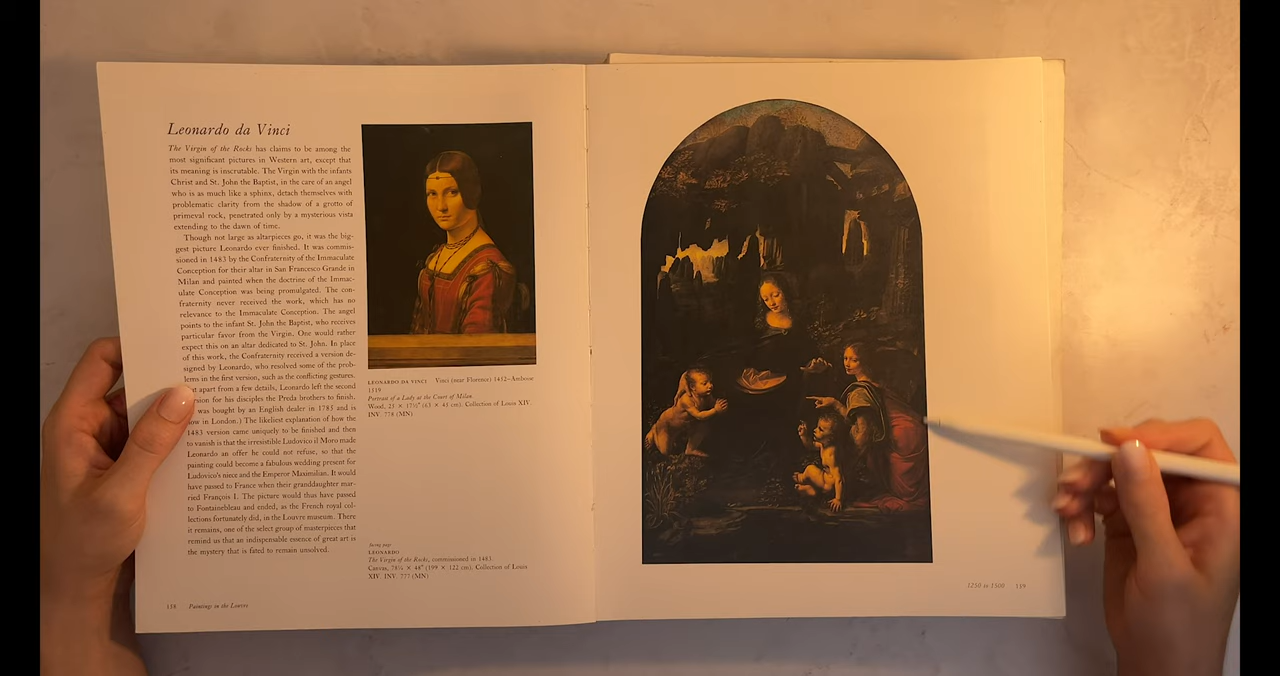 Leonardo da Vinci
The Virgin of the Rocks has claims to be among the
most significant pictures in Western art, except that
its meaning is inscrutable. The Virgin with the infants
Christ and St. John the Baptist, in the care of an angel
who is as much like a sphinx, detach themselves with
problematic clarity from the shadow of a grotto of
primeval rock, penetrated only by a mysterious vista
extending to the dawn of time.
Though not large as altarpieces go, it was the big-
gest picture Leonardo ever finished. It was commis-
sioned in 1483 by the Confraternity of the Immaculate
Conception for their altar in San Francesco Grande in
Milan and painted when the doctrine of the Immac-
ulate Conception was being promulgated. The con-
fraternity never received the work, which has no
relevance to the Immaculate Conception. The angel
points to the infant St. John the Baptist, who receives
particular favor from the Virgin. One would rather
expect this on an altar dedicated to St. John. In place
of this work, the Confraternity received a version de-
signed by Leonardo, who resolved some of the prob-
lems in the first version, such as the conflicting gestures.
apart from a few details, Leonardo left the second
for his disciples the Preda brothers to finish.
was bought by an English dealer in 1785 and is
now in London.) The likeliest explanation of how the
1483 version came uniquely to be finished and then
to vanish is that the irresistible Ludovico il Moro made
Leonardo an offer he could not refuse, so that the
painting could become a fabulous wedding present for
Ludovico's niece and the Emperor Maximilian. It would
have passed to France when their granddaughter mar-
ried François I. The picture would thus have passed
to Fontainebleau and ended, as the French royal col-
lections fortunately did, in the Louvre museum. There
it remains, one of the select group of masterpieces that
remind us that an indispensable essence of great art is
the mystery that is fated to remain unsolved.
LEONARDO DA VINCI Vinci (near Florence) 1452–Amboise
1519
Portrait of a Lady at the Court of Milan.
Wood, 25 × 17½" (63 × 45 cm). Collection of Louis XIV.
INV. 778 (MN)
facing page
LEONARDO
The Virgin of the Rocks, commissioned in 1483.
Canvas, 78¼ × 48" (199 × 122 cm). Collection of Louis
XIV. INV. 777 (MN)
138 Paintings in the Louvre
1250 to 1500 139